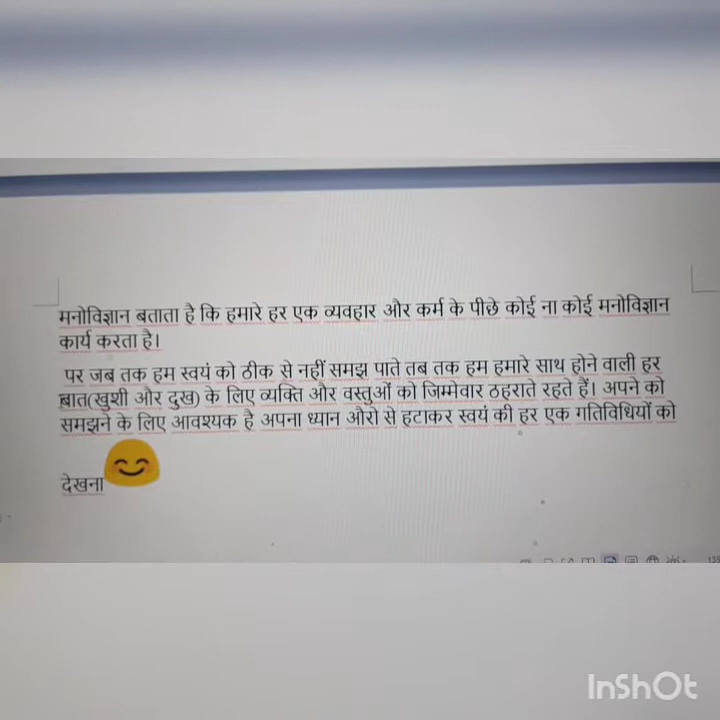 मनोविज्ञान बताता है कि हमारे हर एक व्यवहार और कर्म के पीछे कोई ना कोई मनोविज्ञान
कार्य करता है।
पर जब तक हम स्वयं को ठीक से नहीं समझ पाते तब तक हम हमारे साथ होने वाली हर
बात(खुशी और दुख) के लिए व्यक्ति और वस्तुओं को जिम्मेवार ठहराते रहते हैं। अपने को
समझने के लिए आवश्यक है अपना ध्यान औरो से हटाकर स्वयं की हर एक गतिविधियों को
देखना😊
InShOt